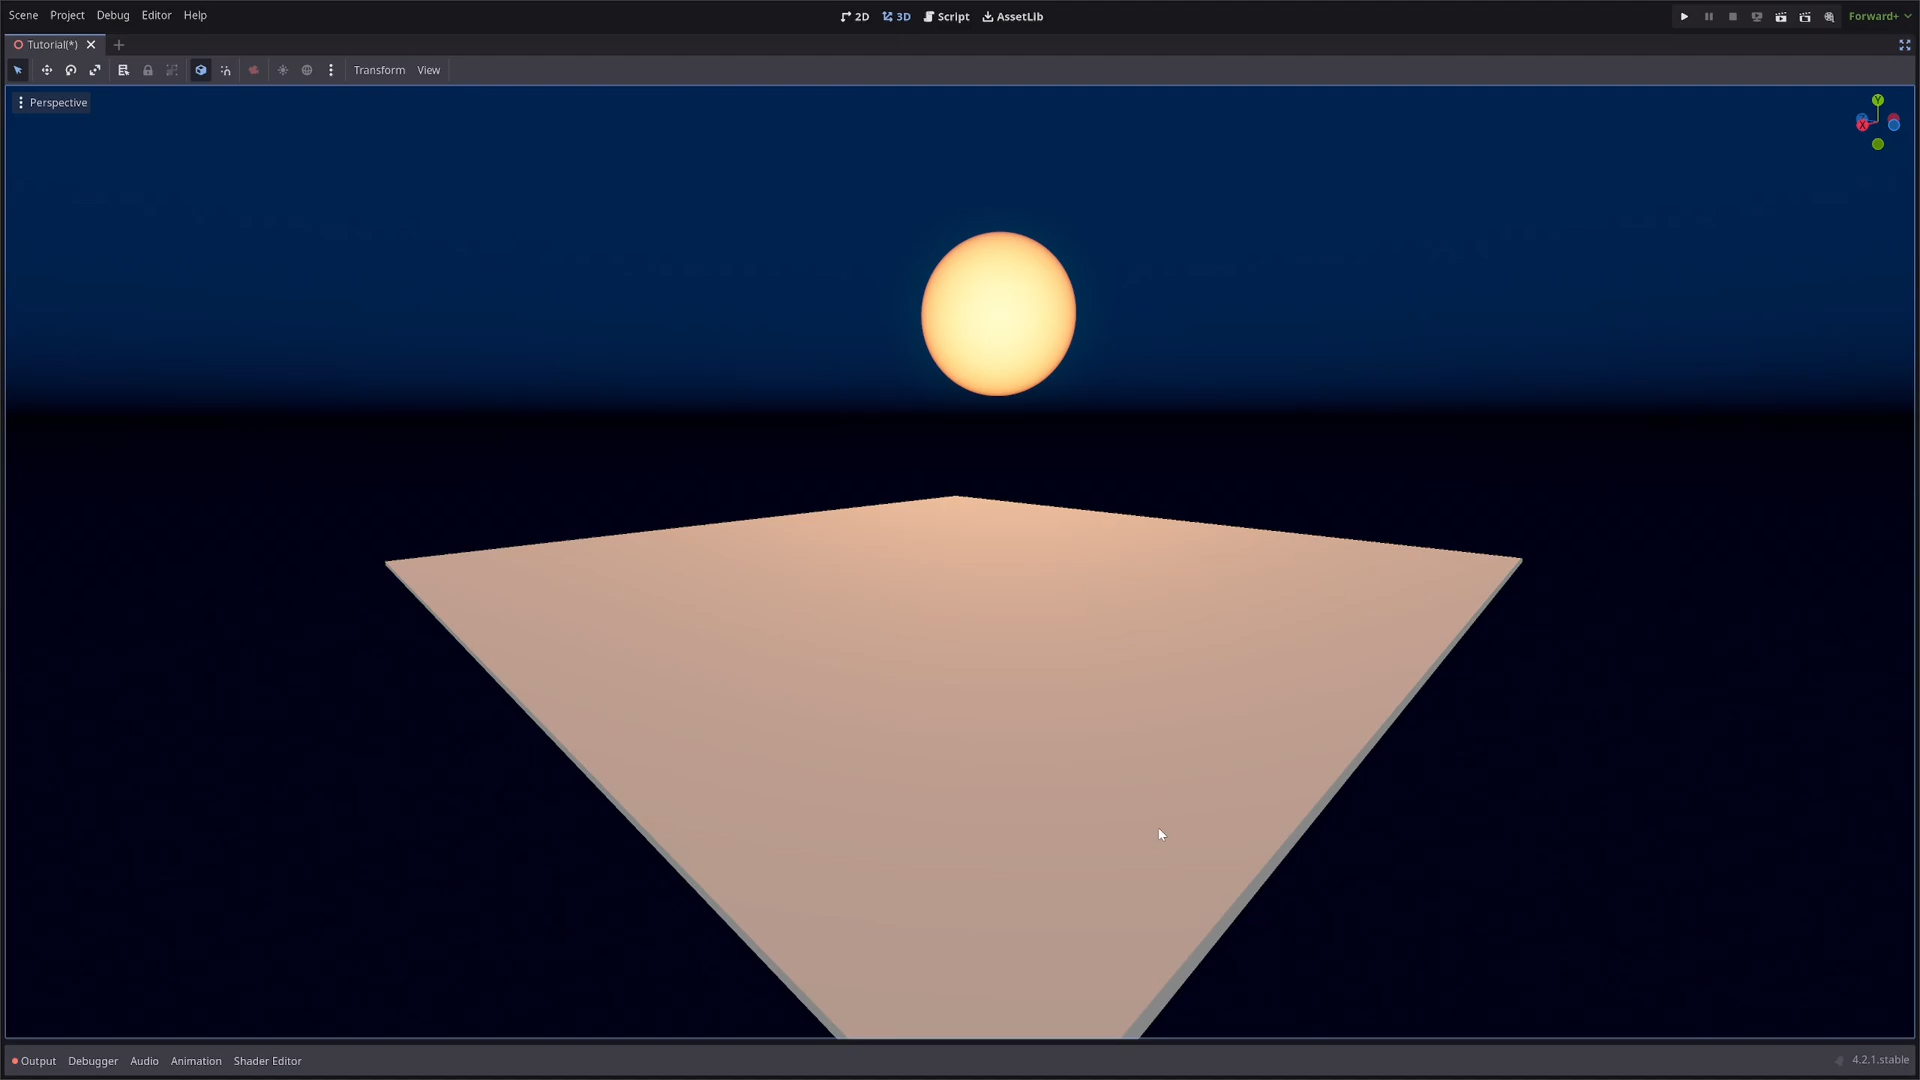 Scene Project Debug Editor Help 2D 3D Script AssetLib Forward+
Tutorial(*)
Transform View
Perspective
Y
X
Output Debugger Audio Animation Shader Editor 4.2.1.stable